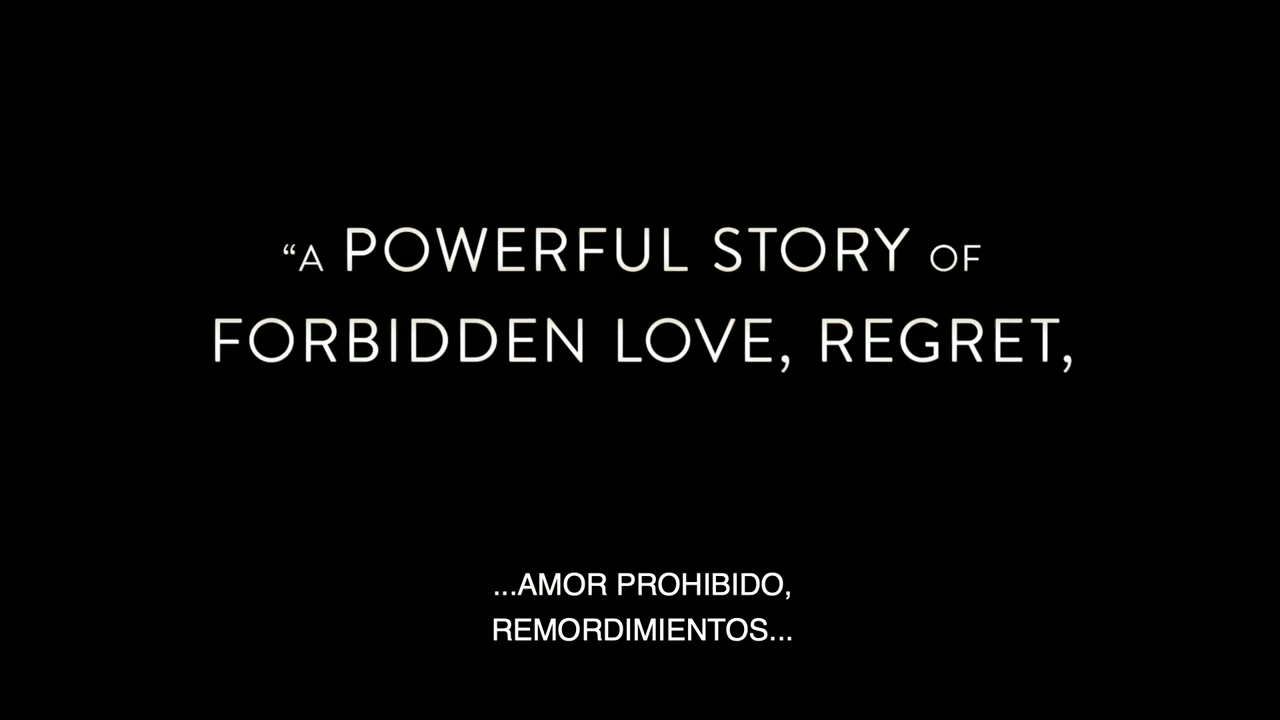 “A POWERFUL STORY OF
FORBIDDEN LOVE, REGRET,
...AMOR PROHIBIDO,
REMORDIMIENTOS...